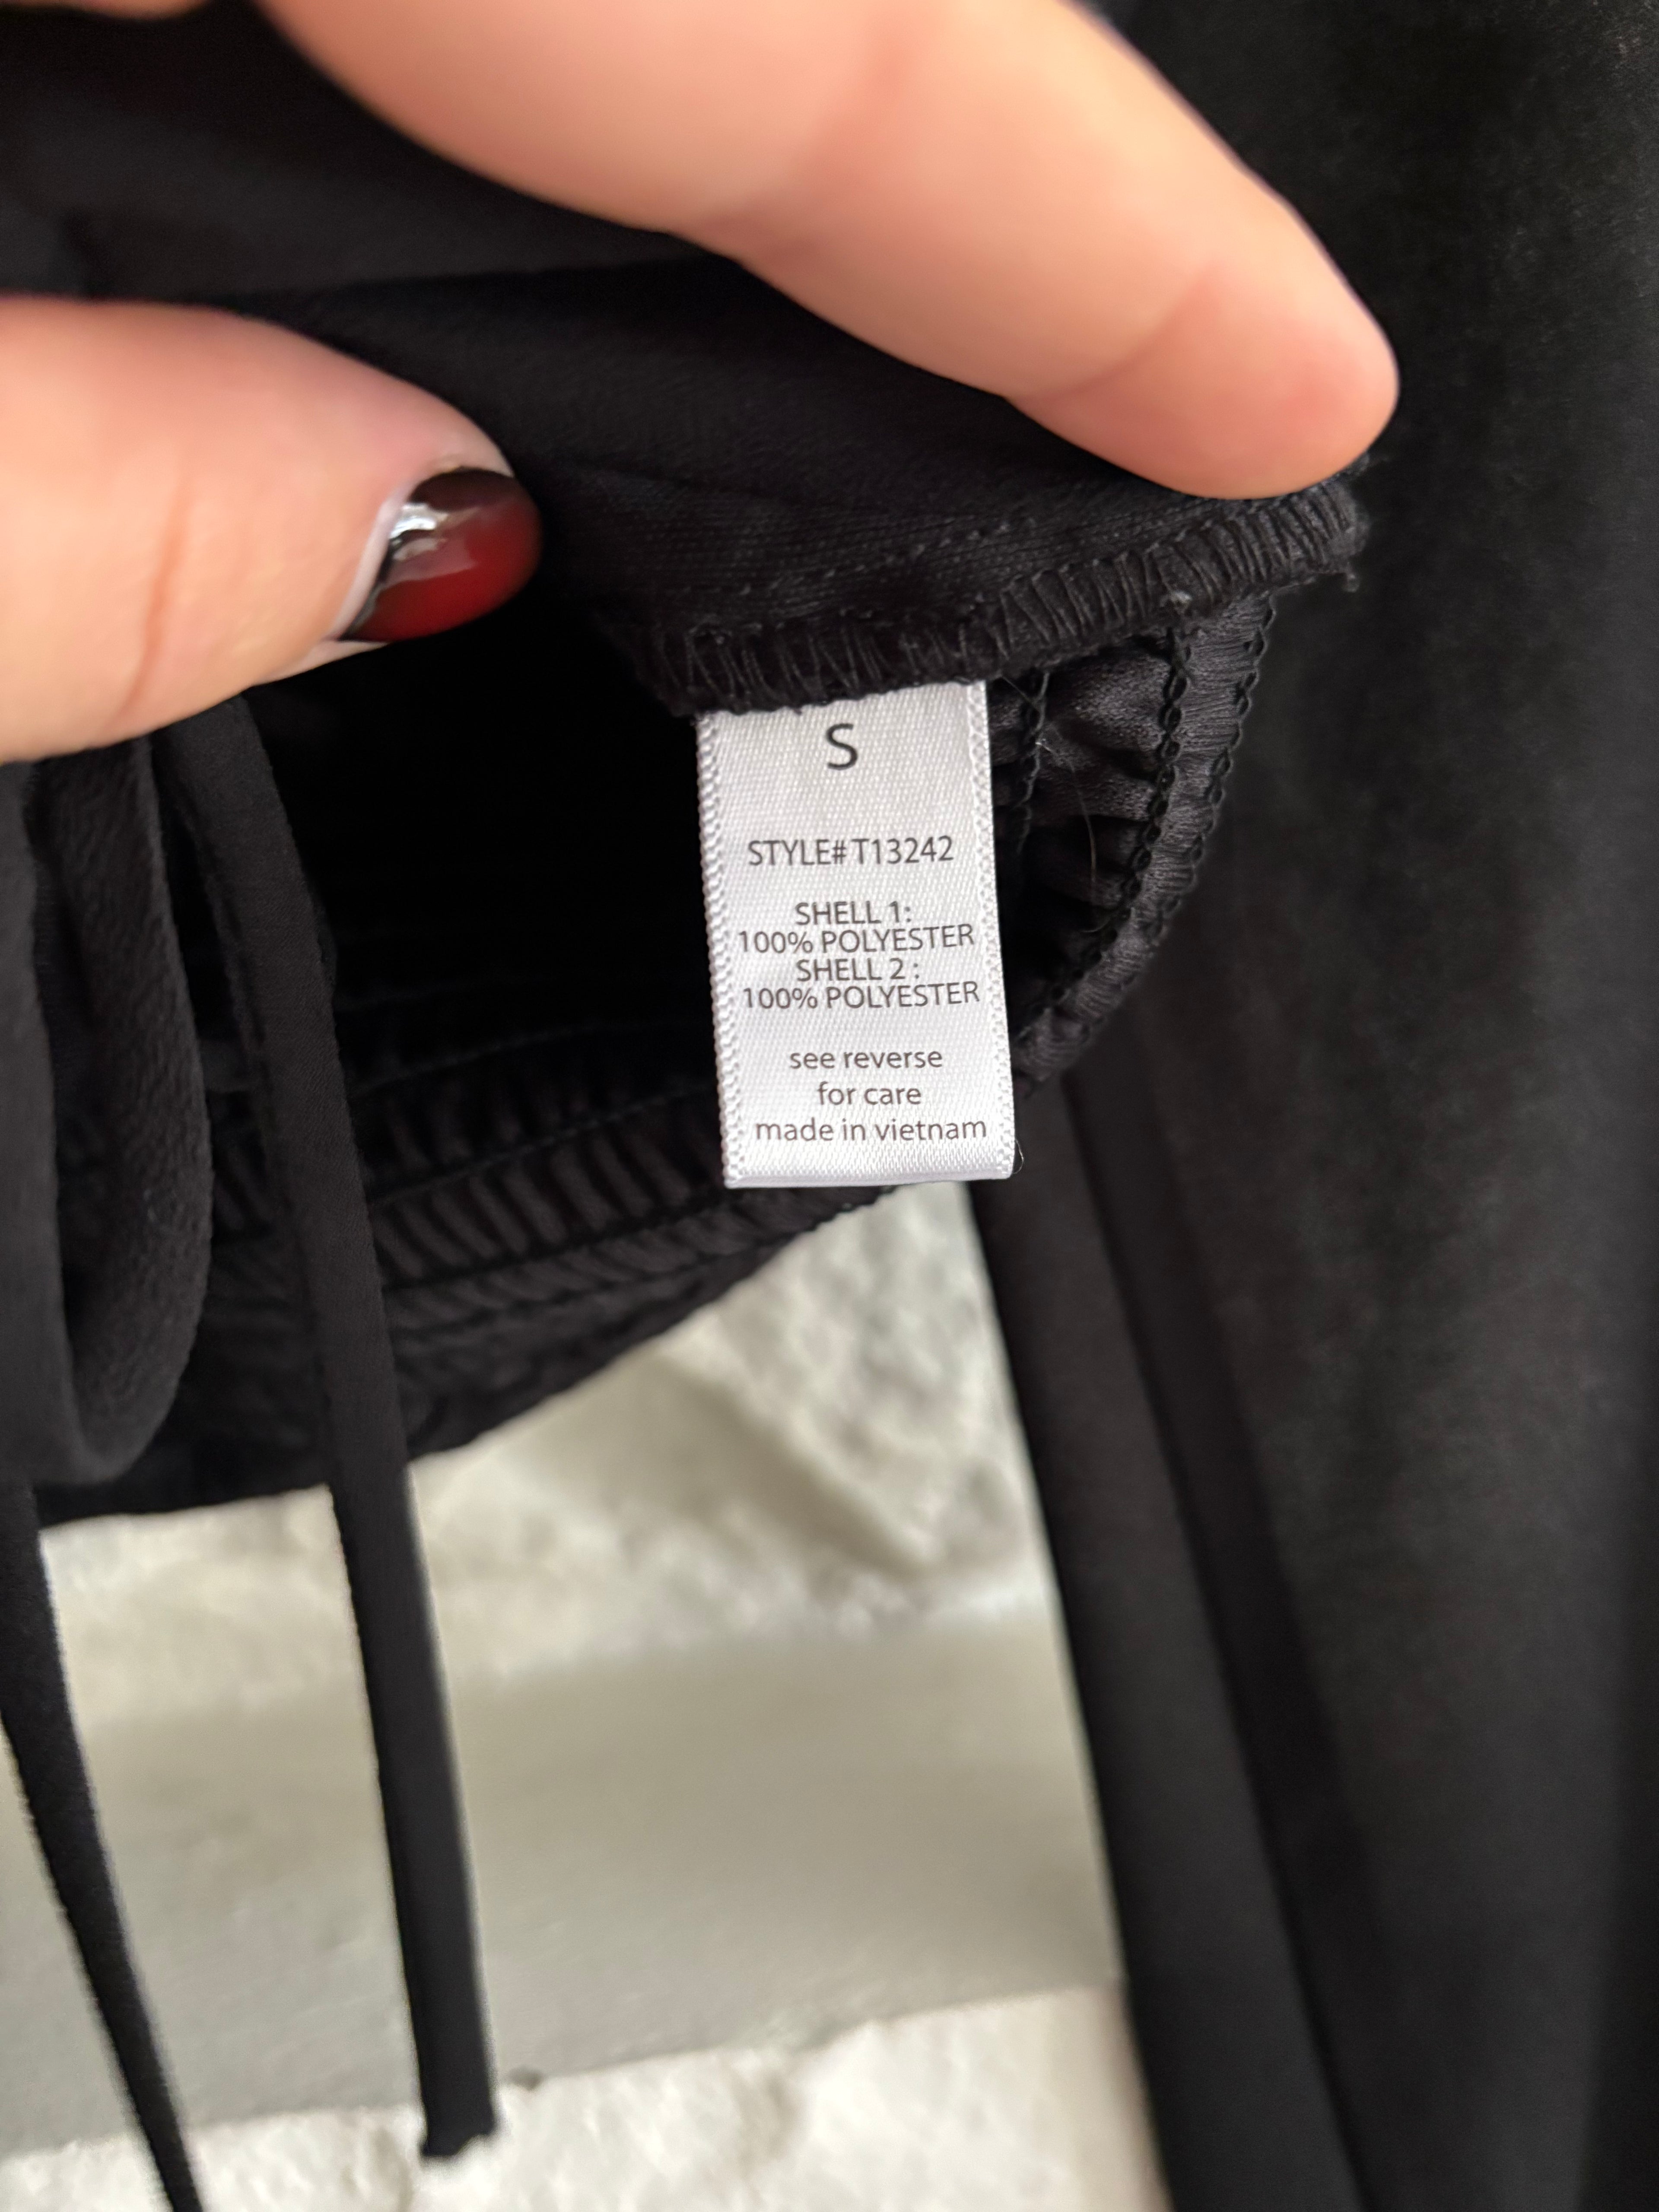 S
STYLE# T13242
SHELL 1:
100% POLYESTER
SHELL 2 :
100% POLYESTER
see reverse
for care
made in vietnam